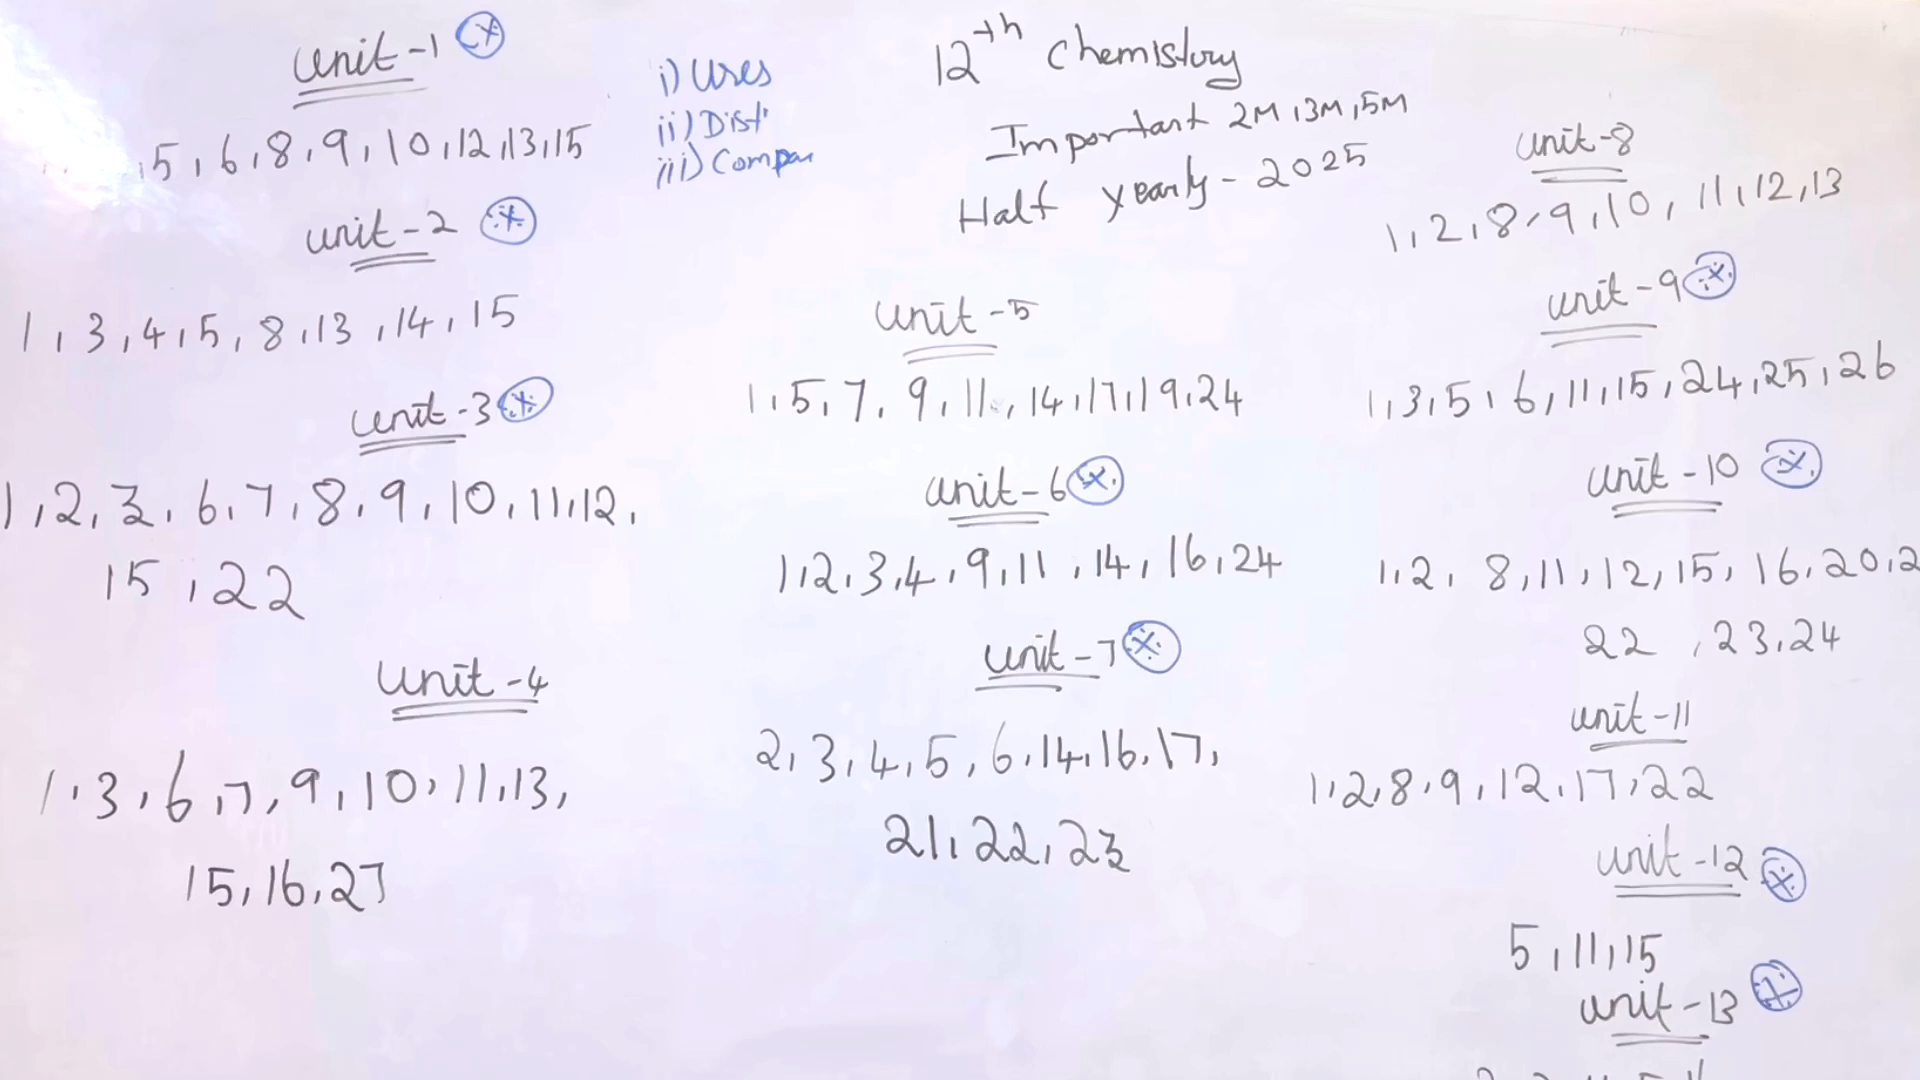 Unit-1
5, 6, 8, 9, 10, 12, 13, 15
unit-2
1, 3, 4, 5, 8, 13, 14, 15
unit-3
1, 2, 3, 6, 7, 8, 9, 10, 11, 12,
15, 22
Unit-4
1, 3, 6, 7, 9, 10, 11, 13,
15, 16, 27
i) Uses
ii) Dist
iii) Compar
12th Chemistry
Important 2M, 3M, 5M
Half yearly - 2025
unit-5
1, 5, 7, 9, 11, 14, 17, 19, 24
unit-6
1, 2, 3, 4, 9, 11, 14, 16, 24
unit-7
2, 3, 4, 5, 6, 14, 16, 17,
21, 22, 23
unit-8
1, 2, 8, 9, 10, 11, 12, 13
unit-9
1, 3, 5, 6, 11, 15, 24, 25, 26
unit-10
1, 2, 8, 11, 12, 15, 16, 20, 2
22, 23, 24
unit-11
1, 2, 8, 9, 12, 17, 22
unit-12
5, 11, 15
unit-13